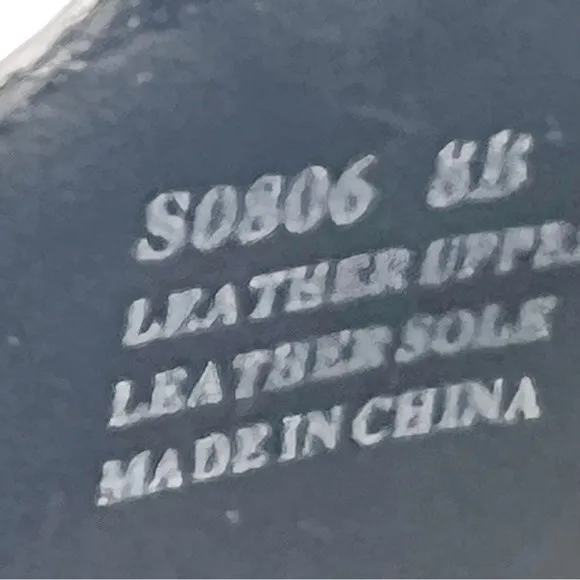 S0806 8B
LEATHER UPPER
LEATHER SOLE
MADE IN CHINA